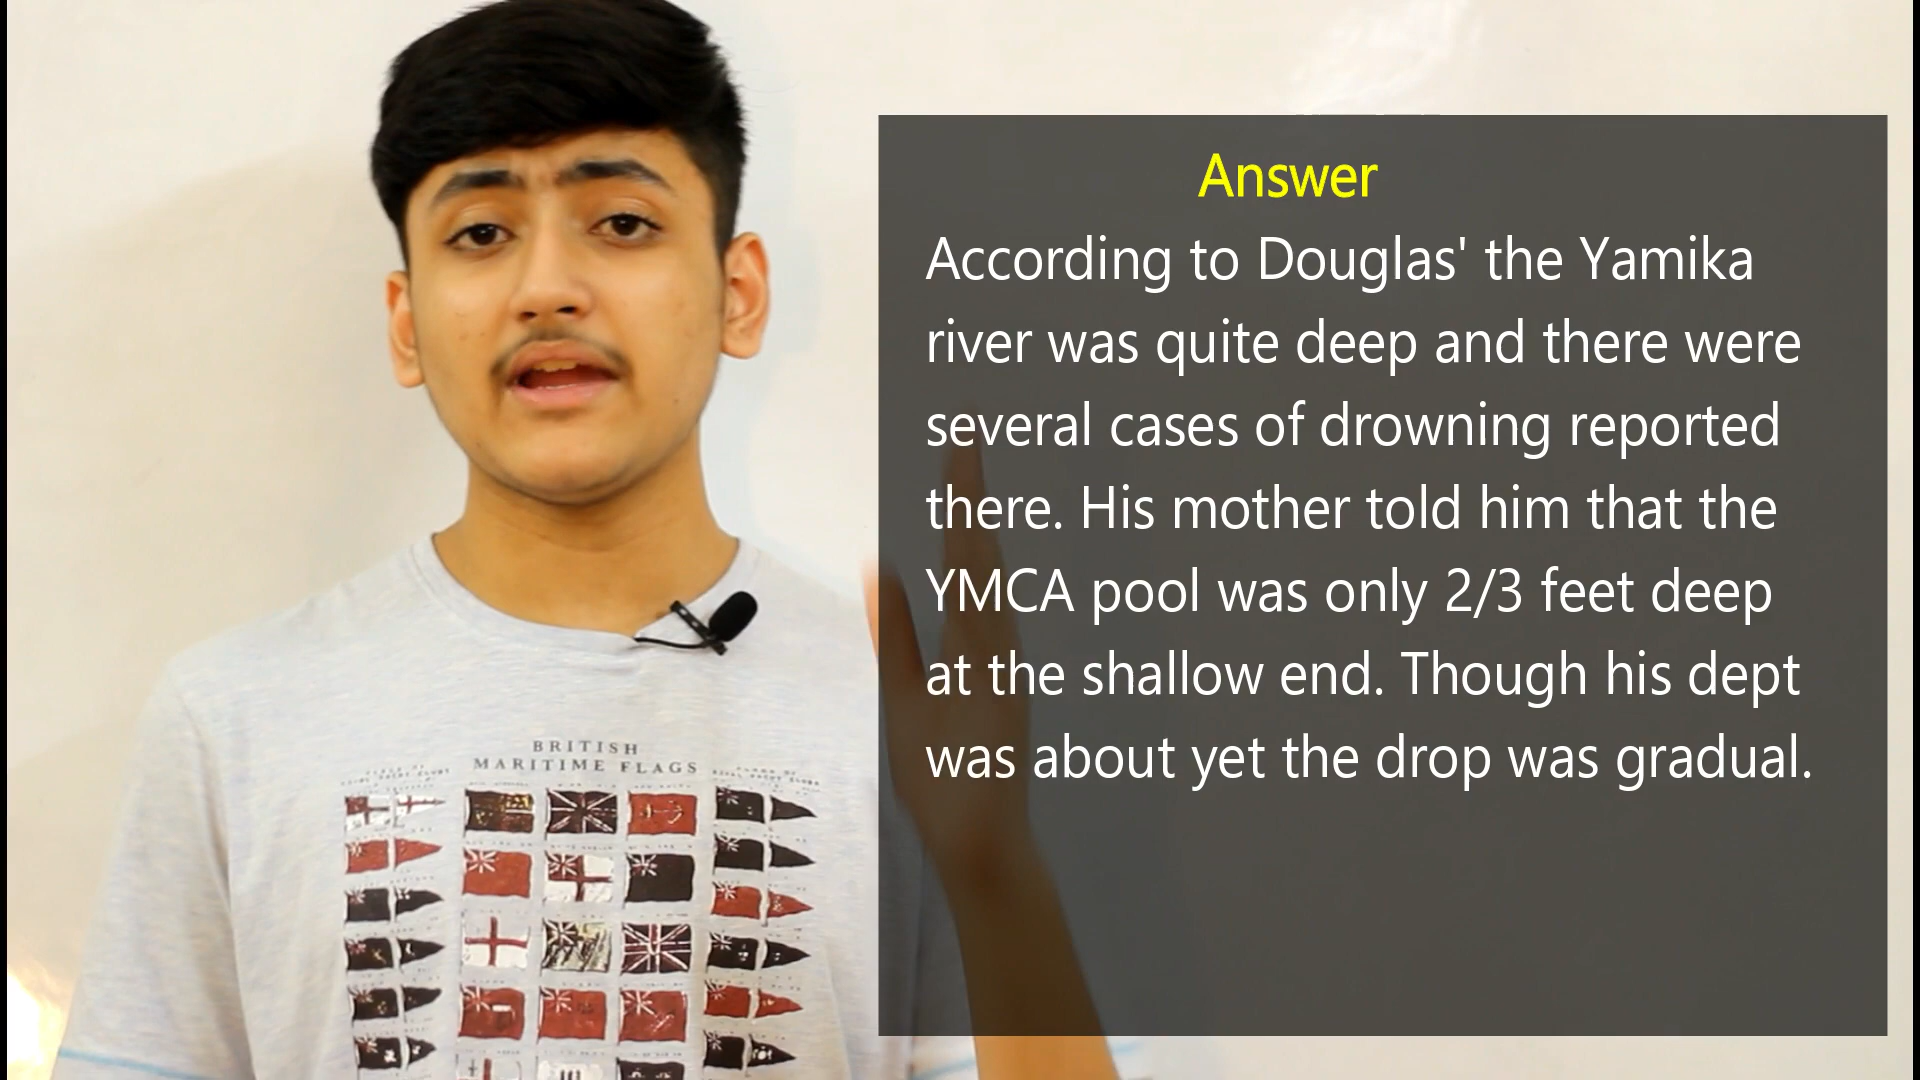 Answer
According to Douglas' the Yamika
river was quite deep and there were
several cases of drowning reported
there. His mother told him that the
YMCA pool was only 2/3 feet deep
at the shallow end. Though his dept
was about yet the drop was gradual.
BRITISH
MARITIME FLAGS